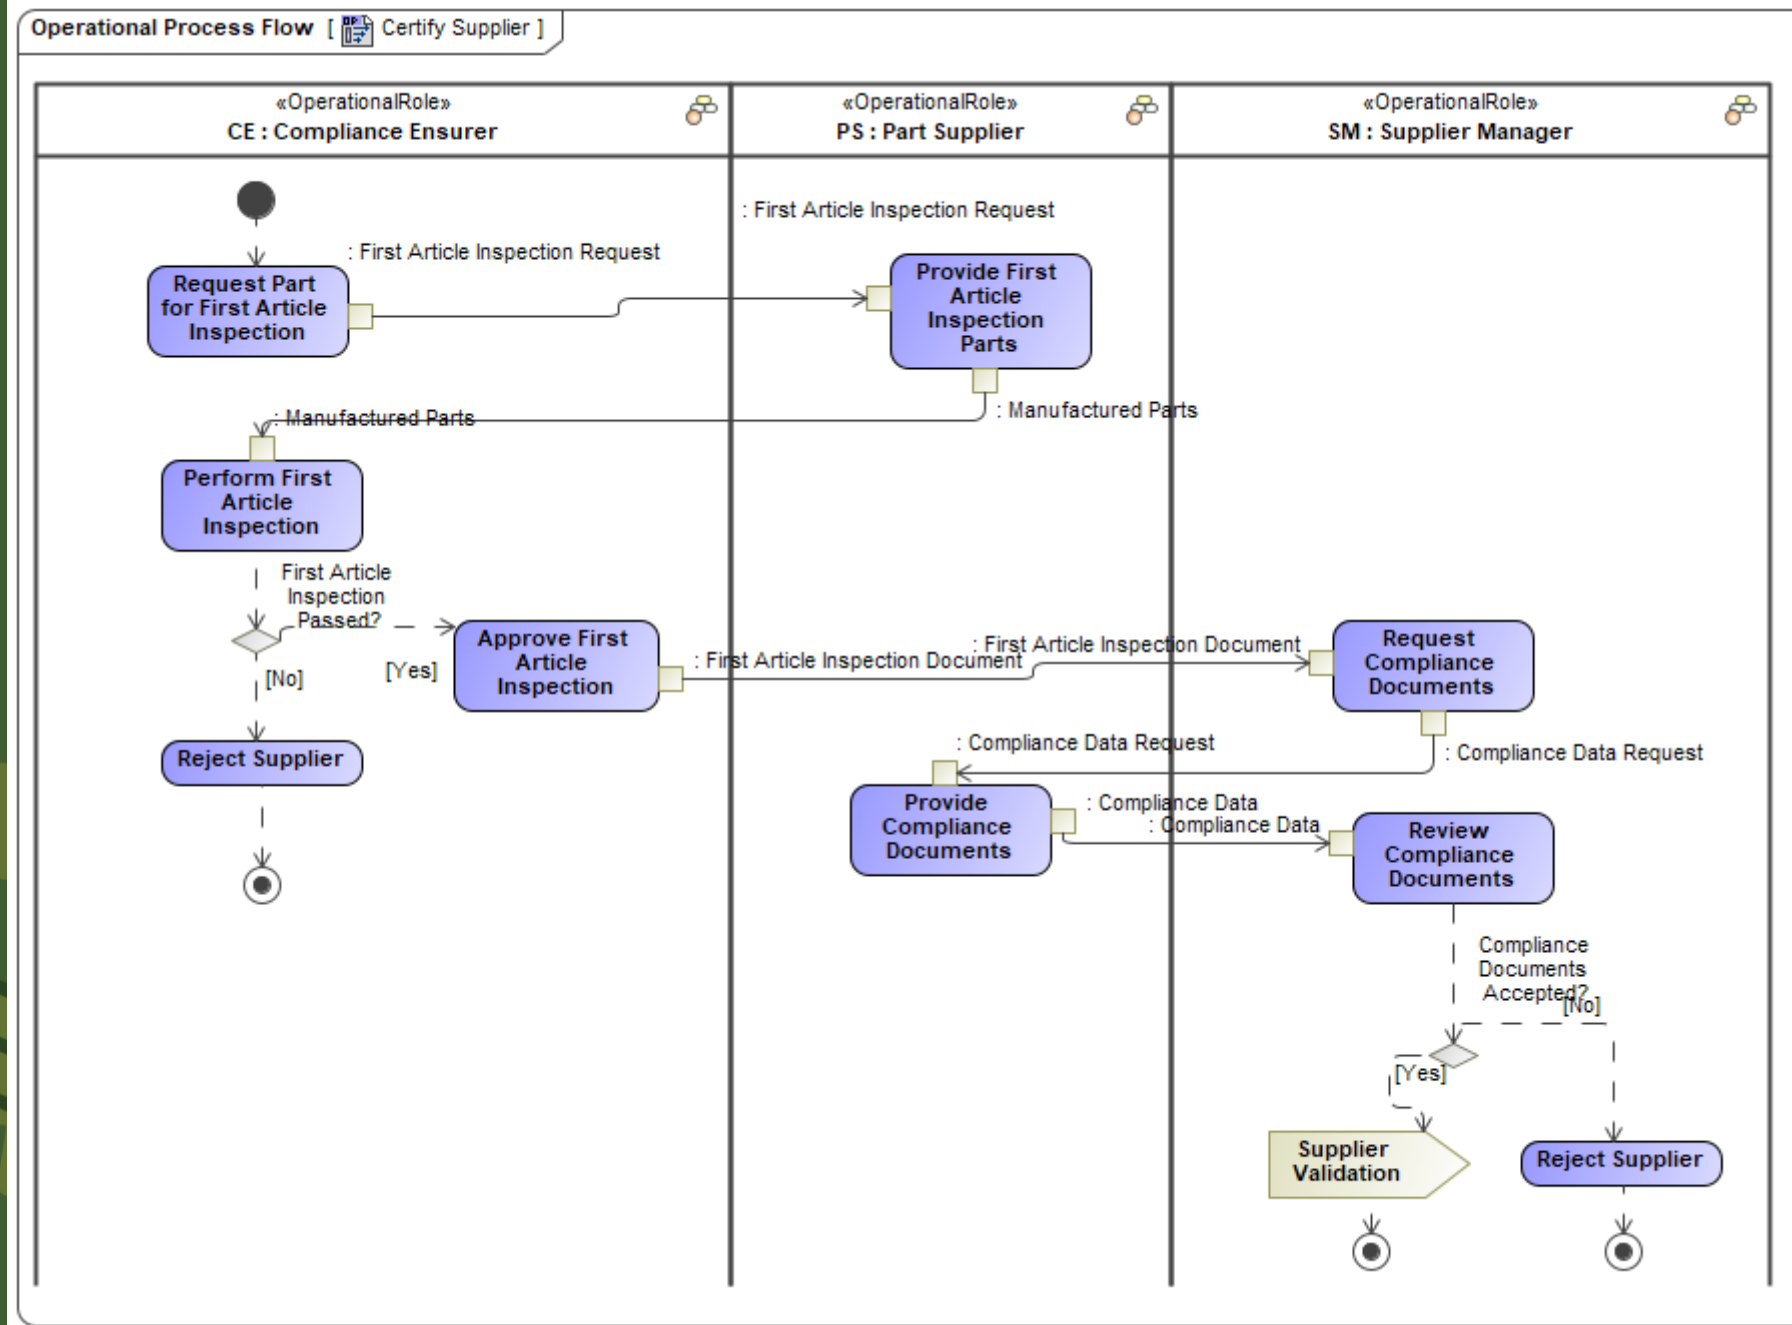 Operational Process Flow [ Certify Supplier ]
«OperationalRole»
CE : Compliance Ensurer
«OperationalRole»
PS : Part Supplier
«OperationalRole»
SM : Supplier Manager
: First Article Inspection Request
: First Article Inspection Request
Request Part
for First Article
Inspection
Provide First
Article
Inspection
Parts
: Manufactured Parts
: Manufactured Parts
Perform First
Article
Inspection
First Article
Inspection
Passed?
[No]
[Yes]
Approve First
Article
Inspection
: First Article Inspection Document
: First Article Inspection Document
Request
Compliance
Documents
Reject Supplier
: Compliance Data Request
: Compliance Data Request
Provide
Compliance
Documents
: Compliance Data
: Compliance Data
Review
Compliance
Documents
Compliance
Documents
Accepted?
[No]
[Yes]
Supplier
Validation
Reject Supplier